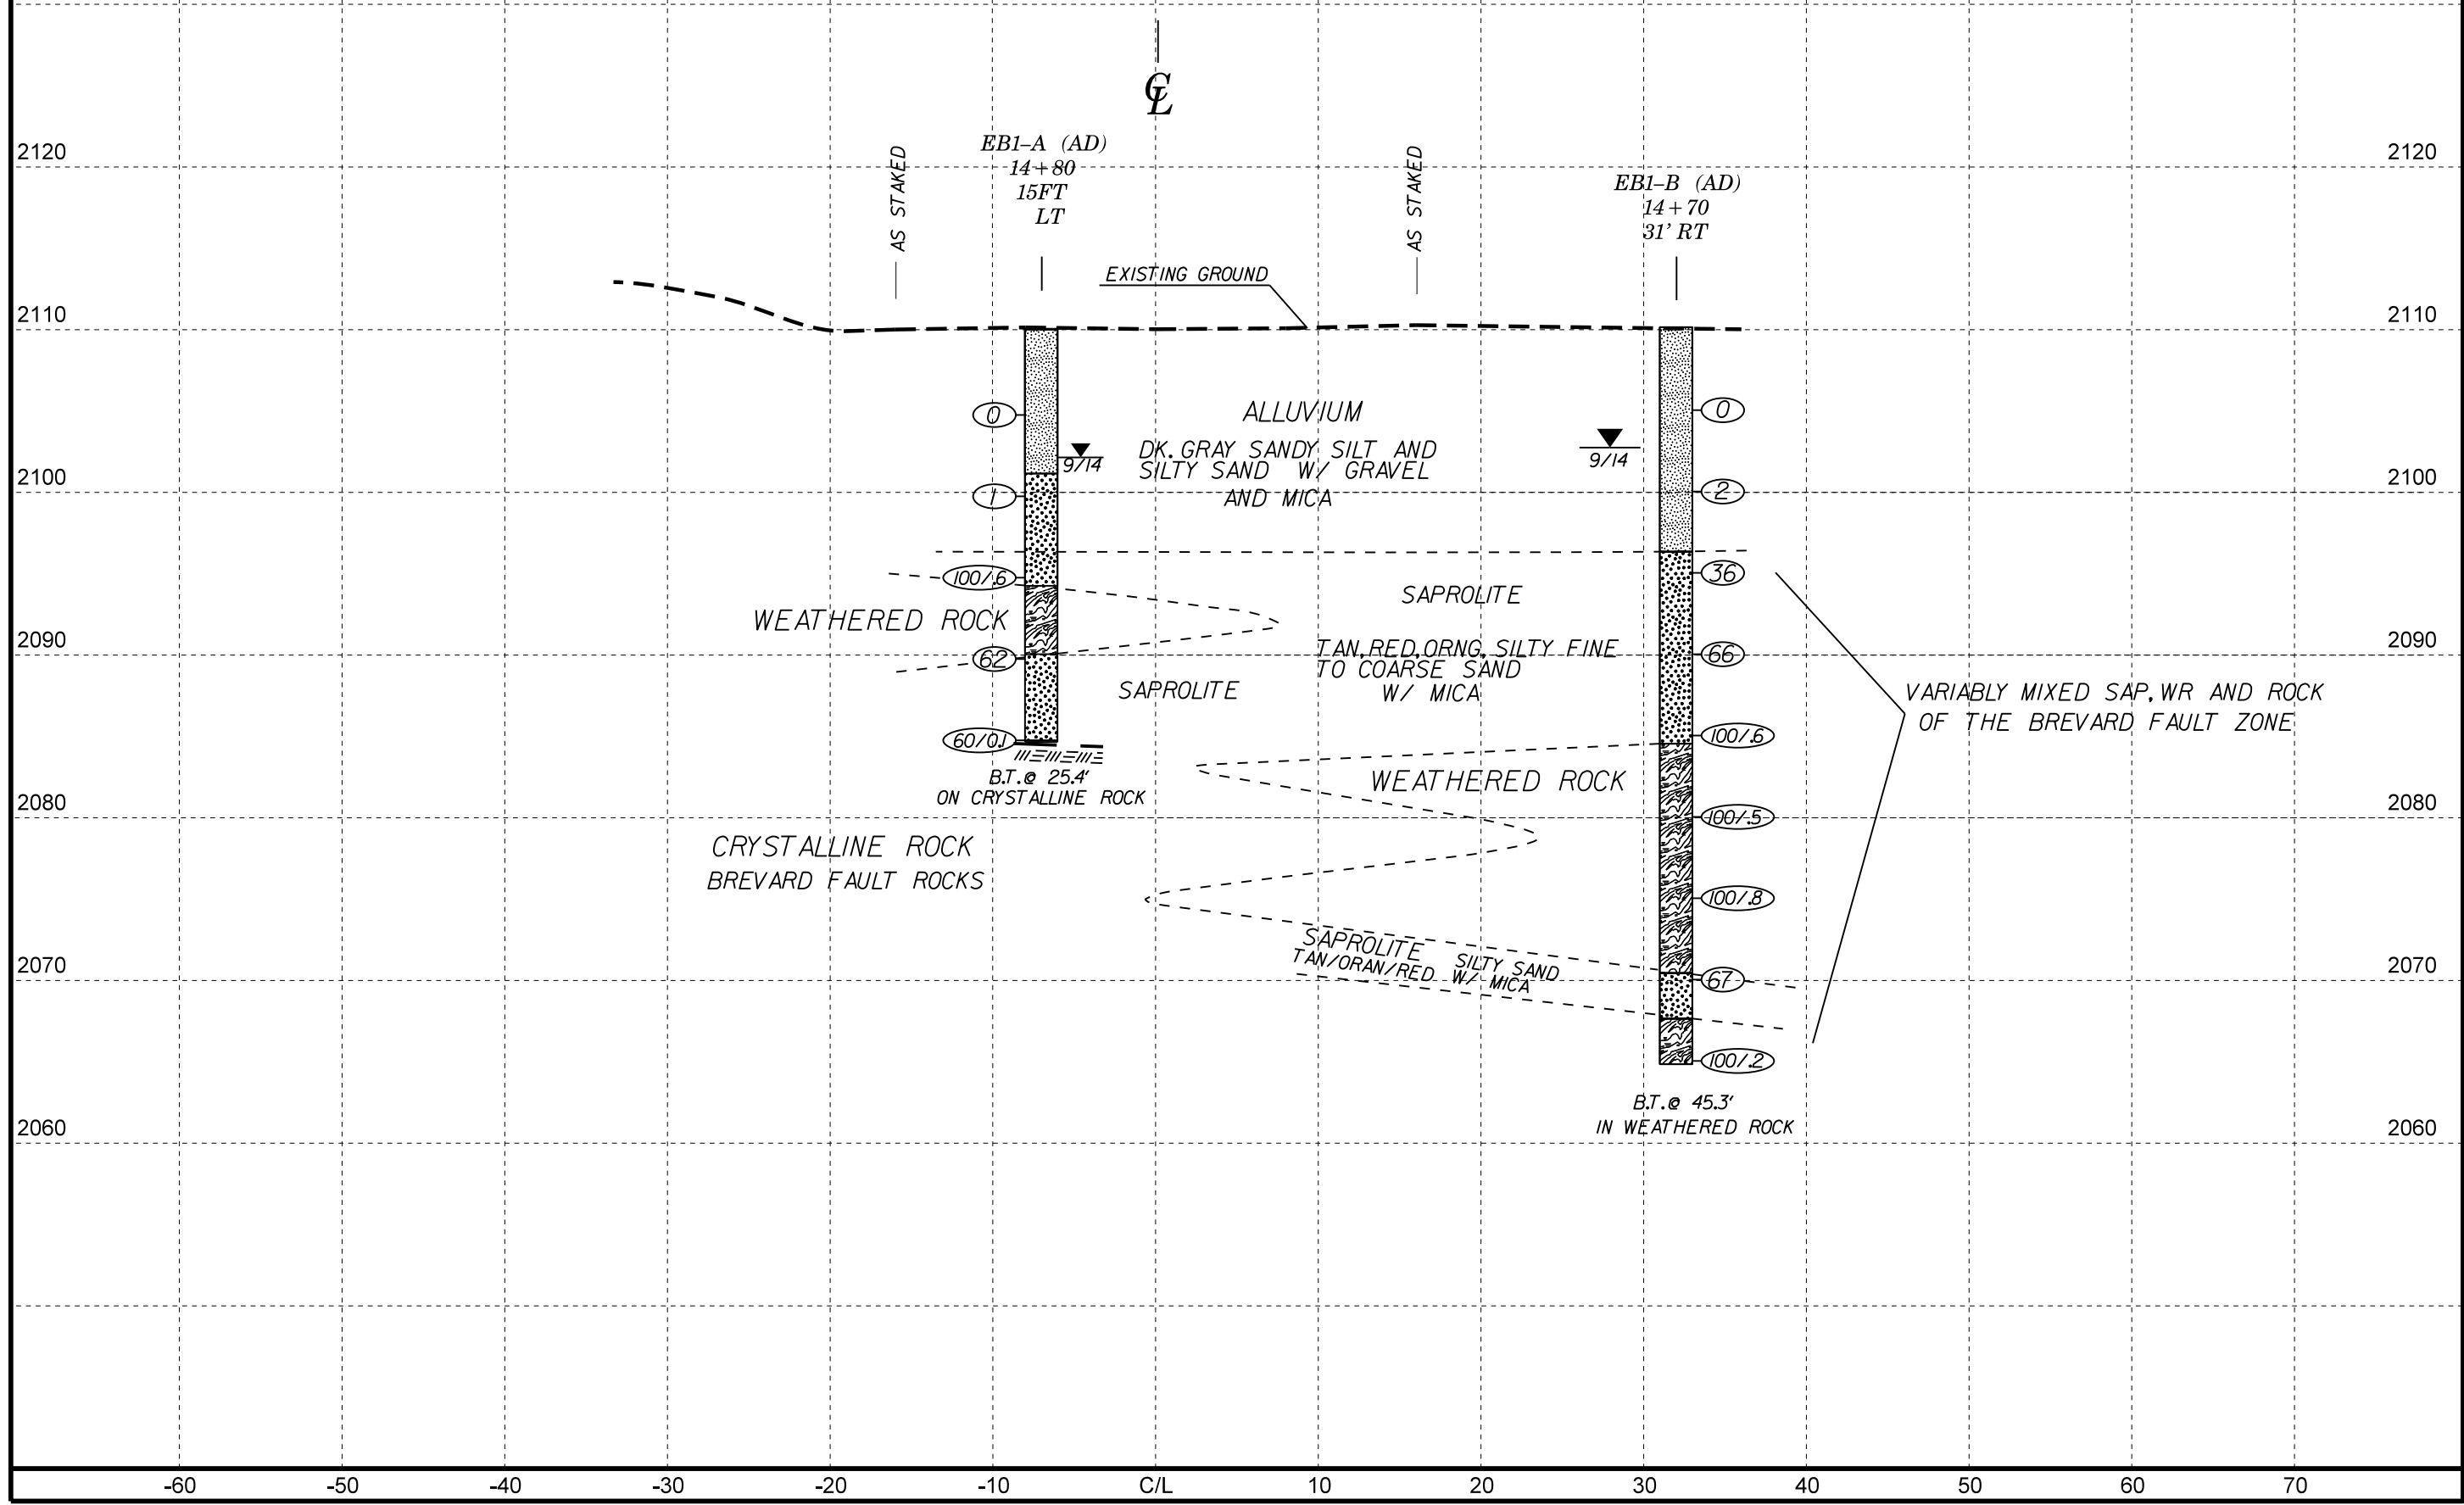 ℄
EB1–A (AD)
14+80
15FT
LT
AS STAKED
AS STAKED
EB1–B (AD)
14+70
31' RT
2120
2120
EXISTING GROUND
2110
2110
0
ALLUVIUM
0
DK. GRAY SANDY SILT AND
SILTY SAND W/ GRAVEL
AND MICA
9/14
9/14
2100
2100
1
2
100/.6
36
SAPROLITE
WEATHERED ROCK
2090
2090
62
TAN,RED,ORNG,SILTY FINE
TO COARSE SAND
W/ MICA
66
SAPROLITE
VARIABLY MIXED SAP,WR AND ROCK
OF THE BREVARD FAULT ZONE
60/0.1
100/.6
B.T.@ 25.4'
ON CRYSTALLINE ROCK
WEATHERED ROCK
2080
2080
100/.5
CRYSTALLINE ROCK
BREVARD FAULT ROCKS
100/.8
SAPROLITE SILTY SAND
TAN/ORAN/RED W/ MICA
2070
2070
67
100/.2
B.T.@ 45.3'
IN WEATHERED ROCK
2060
2060
-60 -50 -40 -30 -20 -10 C/L 10 20 30 40 50 60 70